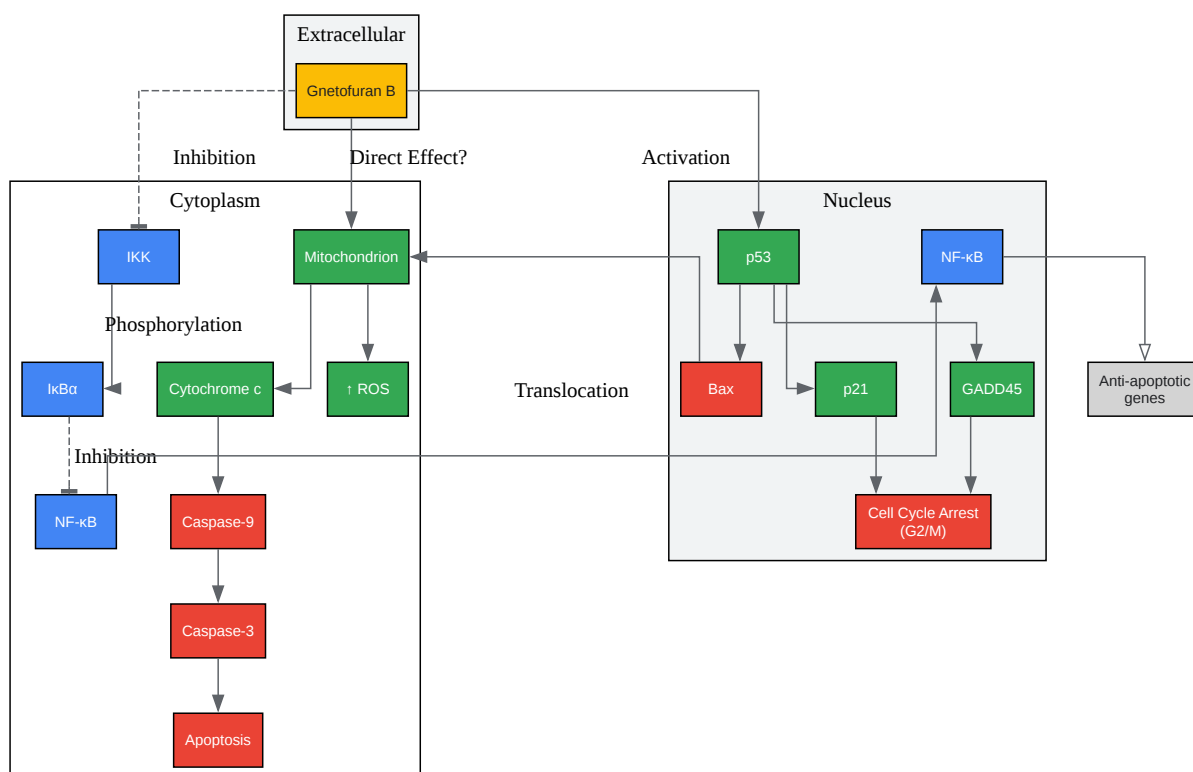 Extracellular
Gnetofuran B
Inhibition
Direct Effect?
Activation
Cytoplasm
Nucleus
IKK
Mitochondrion
p53
NF-κB
Phosphorylation
IκBα
Cytochrome c
↑ ROS
Translocation
Bax
p21
GADD45
Anti-apoptotic
genes
Inhibition
NF-κB
Caspase-9
Cell Cycle Arrest
(G2/M)
Caspase-3
Apoptosis